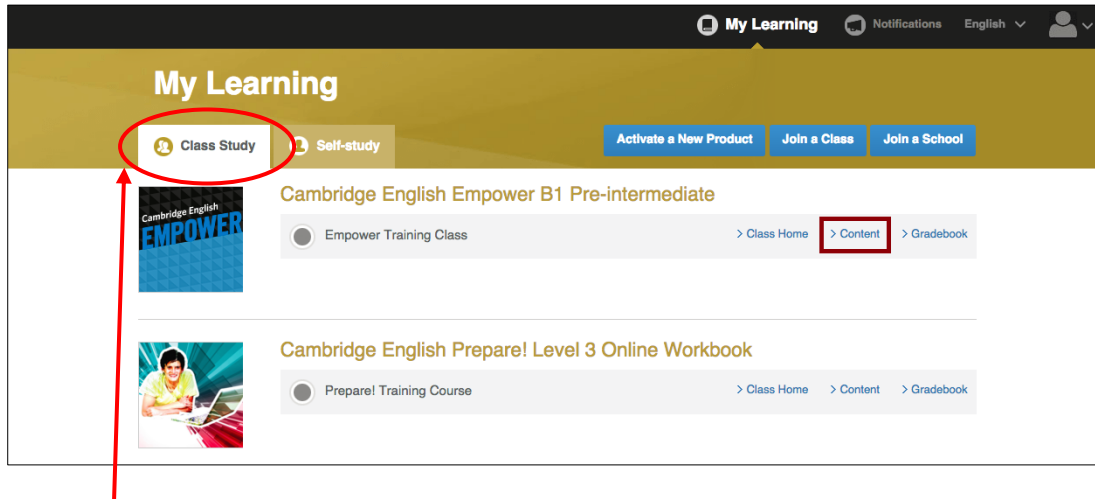 My Learning Notifications English
My Learning
Class Study Self-study Activate a New Product Join a Class Join a School
Cambridge English Empower B1 Pre-intermediate
Cambridge English
EMPOWER
Empower Training Class > Class Home > Content > Gradebook
Cambridge English Prepare! Level 3 Online Workbook
Prepare! Training Course > Class Home > Content > Gradebook